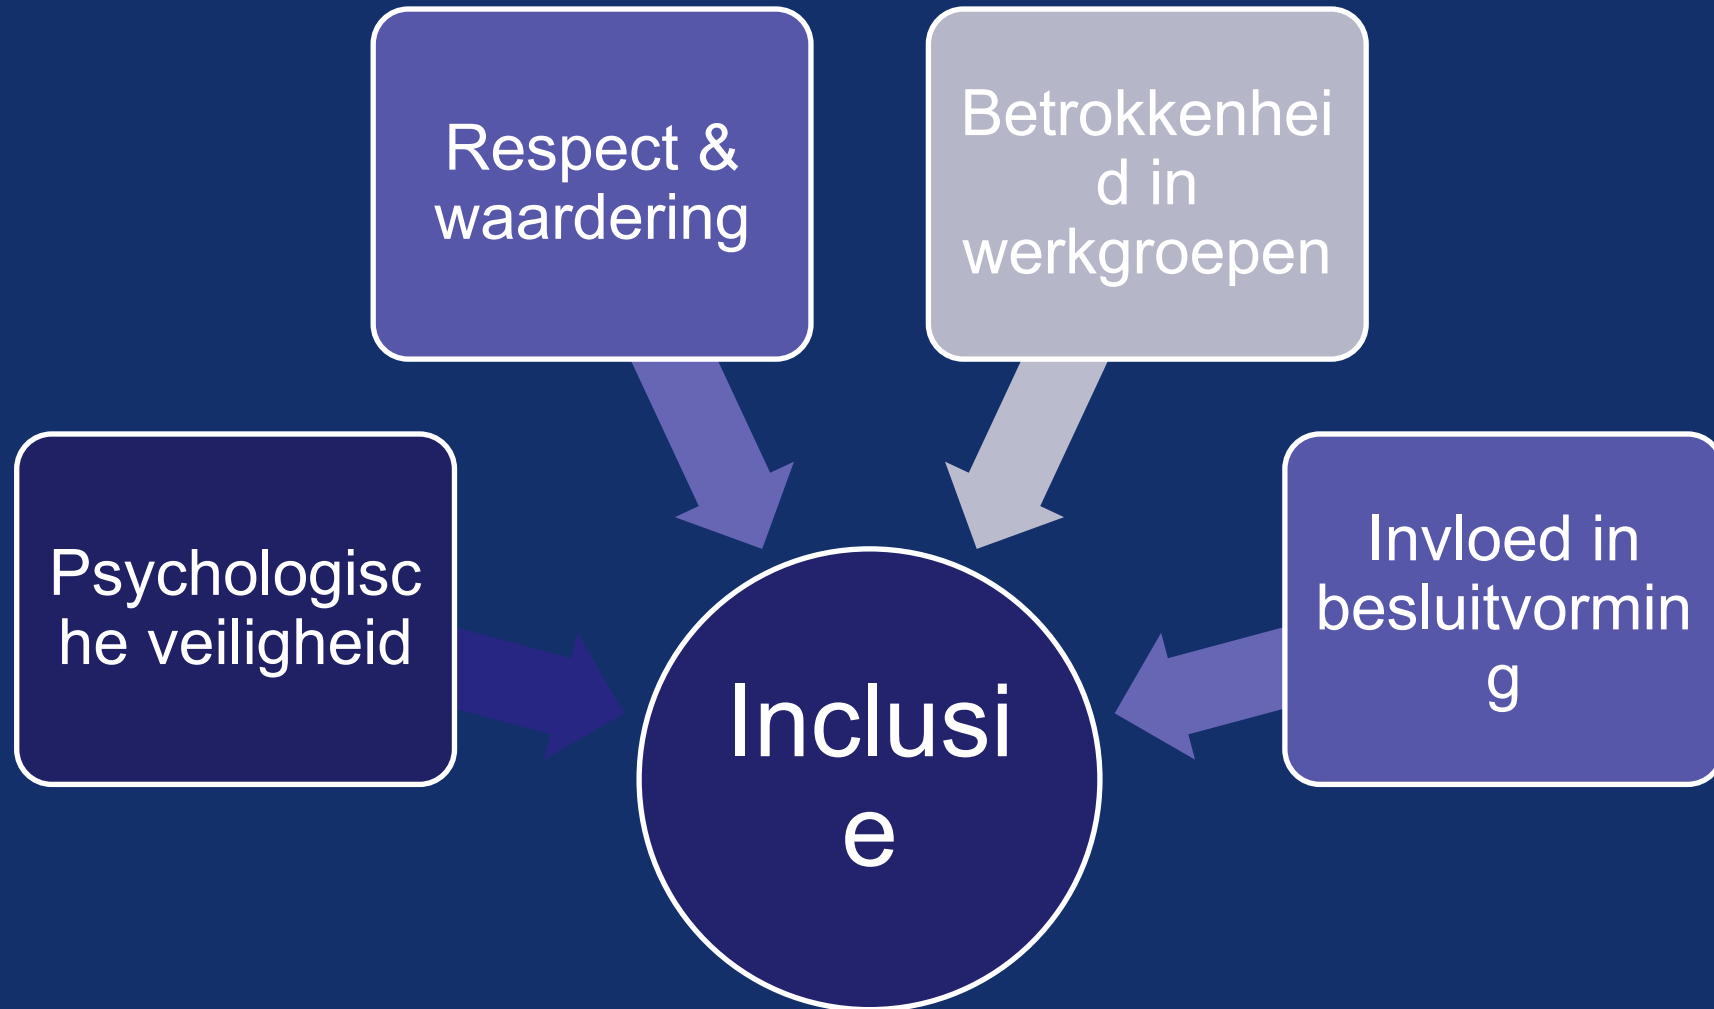 Respect &
waardering
Betrokkenhei
d in
werkgroepen
Psychologisc
he veiligheid
Invloed in
besluitvormin
g
Inclusi
e